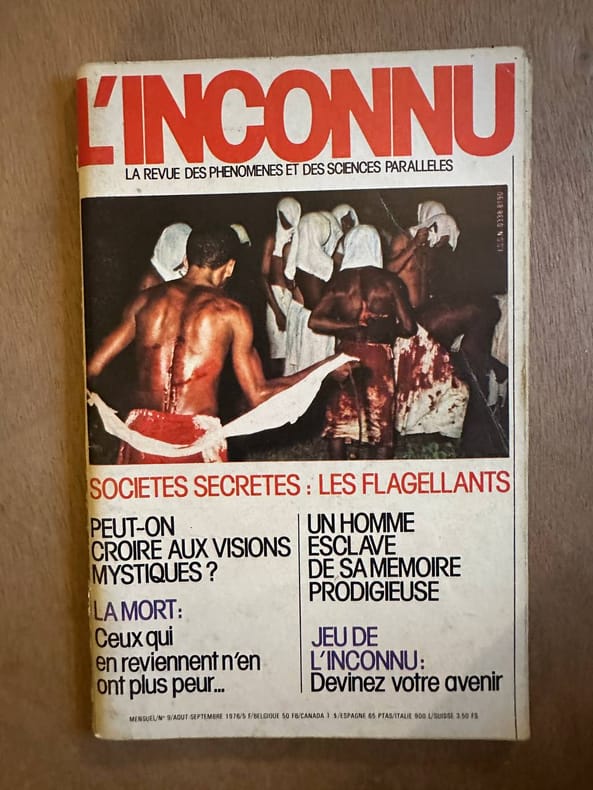 L'INCONNU
LA REVUE DES PHENOMENES ET DES SCIENCES PARALLELES
I.S.S.N. 0338-8190
SOCIETES SECRETES : LES FLAGELLANTS
PEUT-ON
CROIRE AUX VISIONS
MYSTIQUES ?
LA MORT :
Ceux qui
en reviennent n'en
ont plus peur...
UN HOMME
ESCLAVE
DE SA MEMOIRE
PRODIGIEUSE
JEU DE
L'INCONNU :
Devinez votre avenir
MENSUEL/N° 9/AOUT-SEPTEMBRE 1976/5 F/BELGIQUE 50 FB/CANADA 1 $/ESPAGNE 65 PTAS/ITALIE 900 L/SUISSE 3,50 FS